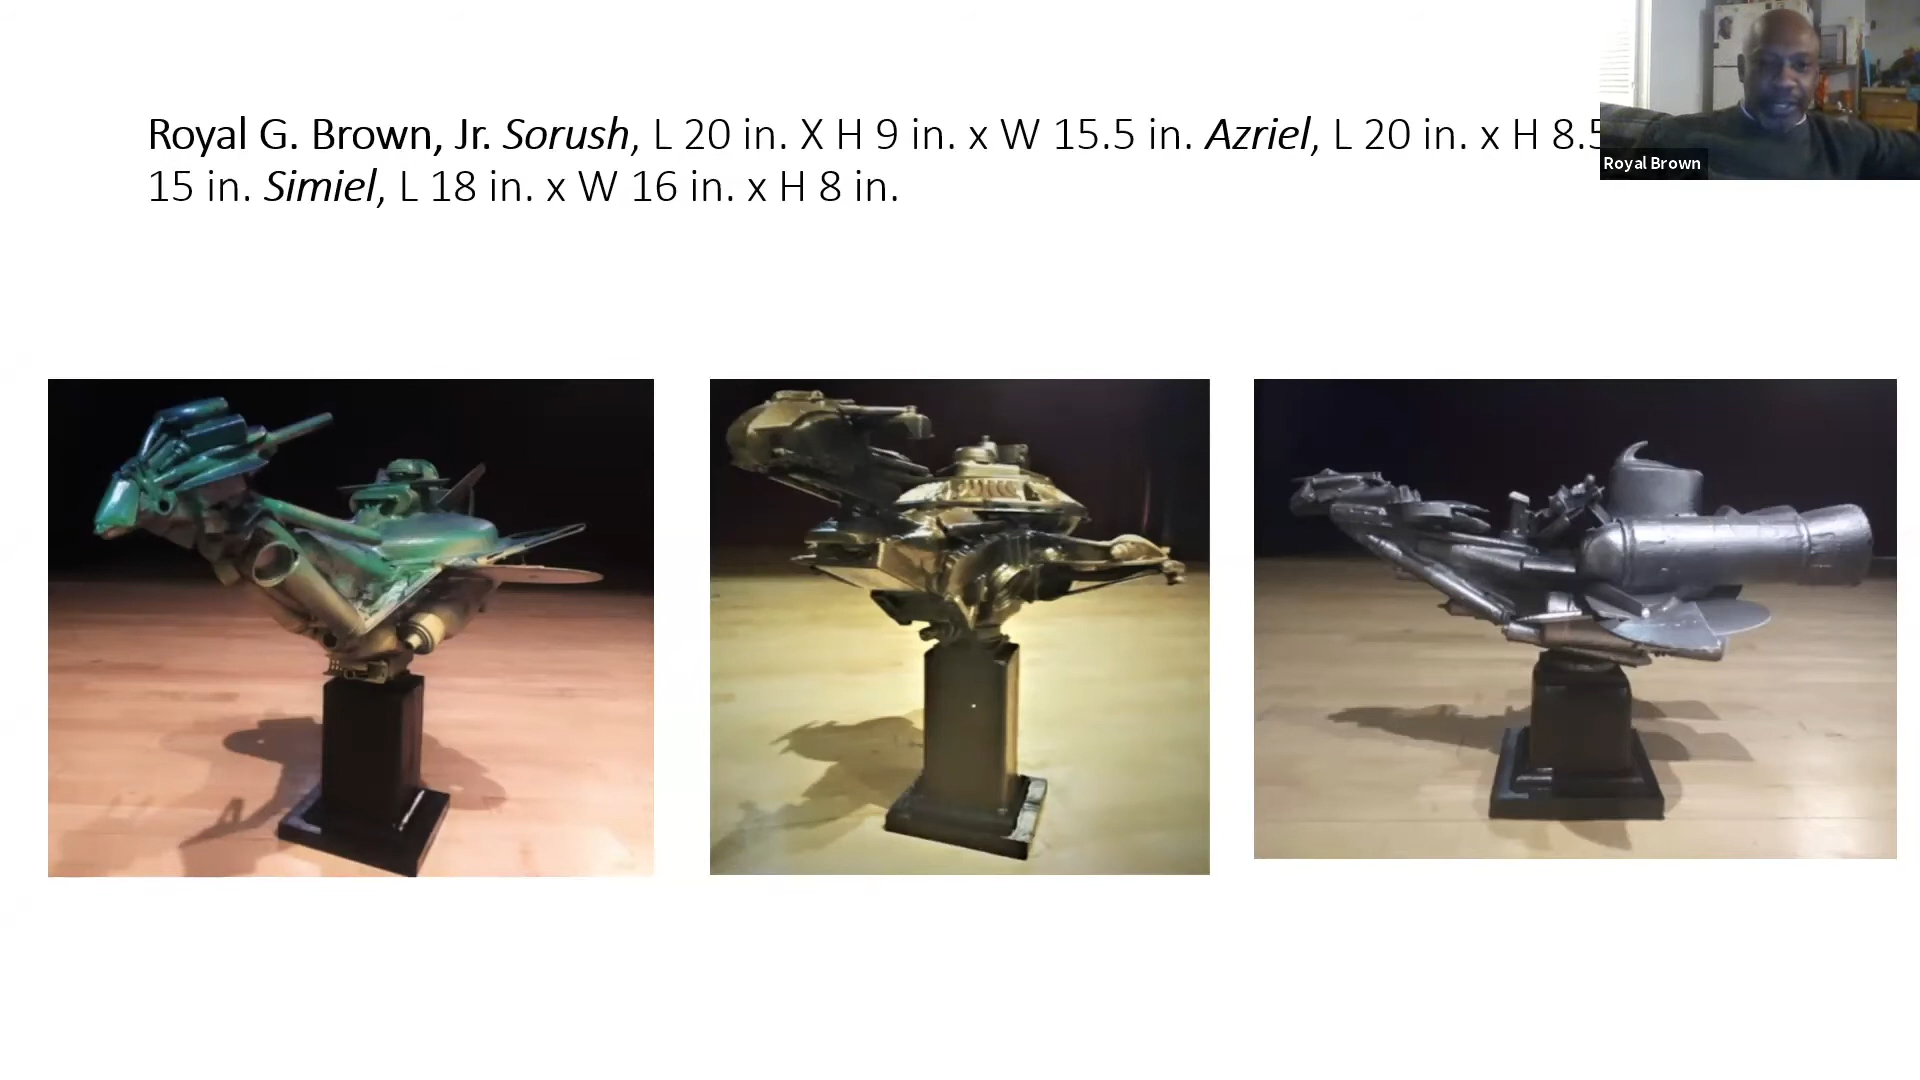 Royal G. Brown, Jr. Sorush, L 20 in. X H 9 in. x W 15.5 in. Azriel, L 20 in. x H 8.5
15 in. Simiel, L 18 in. x W 16 in. x H 8 in.
Royal Brown